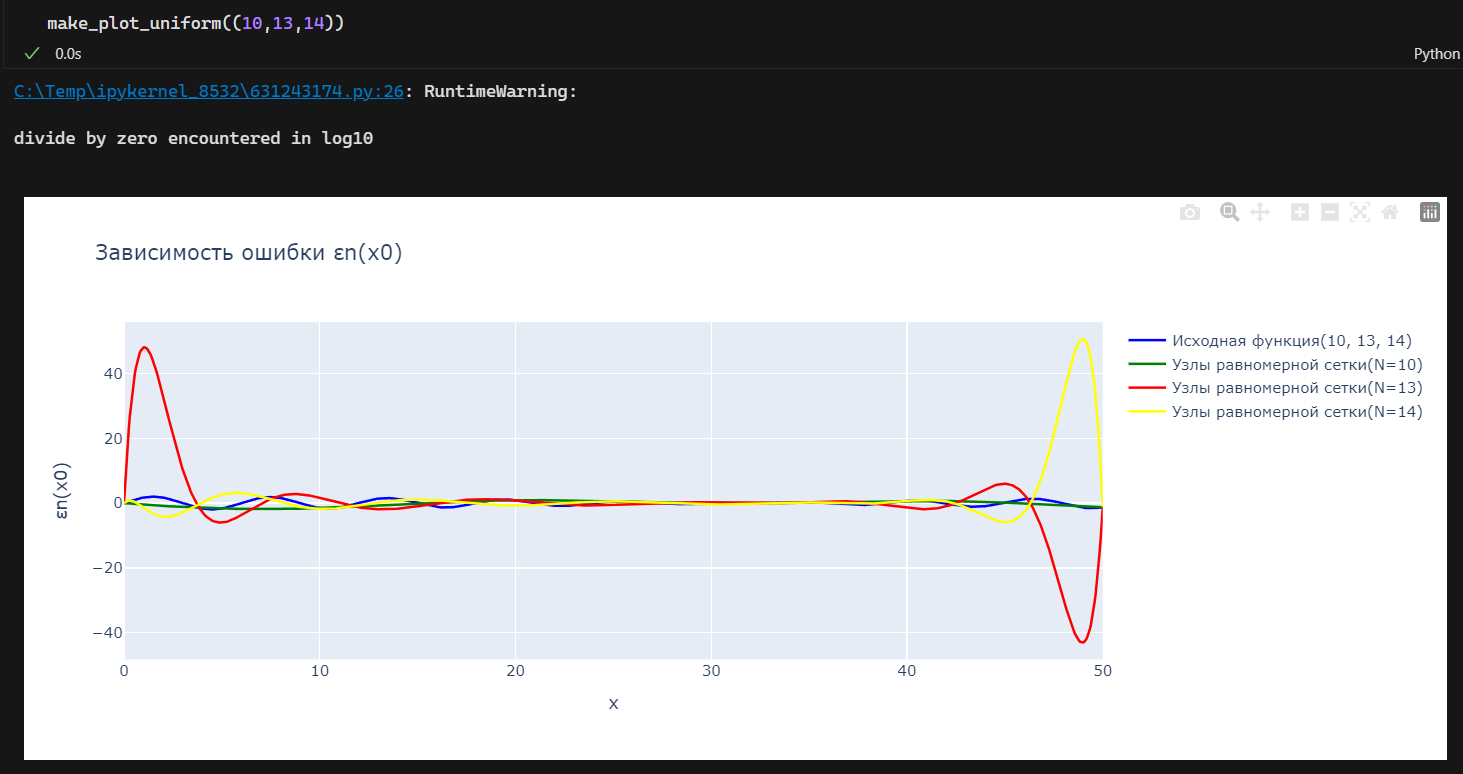 make_plot_uniform((10,13,14))
0.0s
Python
C:\Temp\ipykernel_8532\631243174.py:26: RuntimeWarning:
divide by zero encountered in log10
Зависимость ошибки εn(x0)
Исходная функция(10, 13, 14)
Узлы равномерной сетки(N=10)
Узлы равномерной сетки(N=13)
Узлы равномерной сетки(N=14)
εn(x0)
40
20
0
−20
−40
0 10 20 30 40 50
x